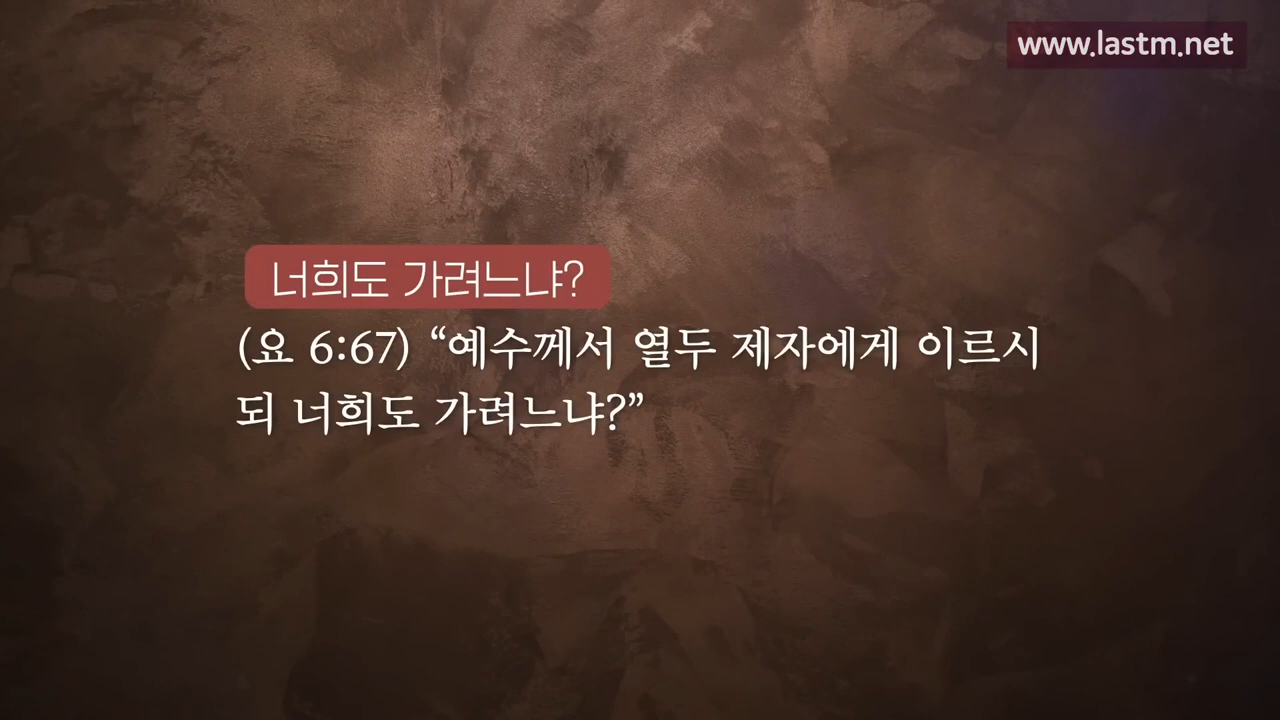 www.lastm.net
너희도 가려느냐?
(요 6:67) “예수께서 열두 제자에게 이르시
되 너희도 가려느냐?”